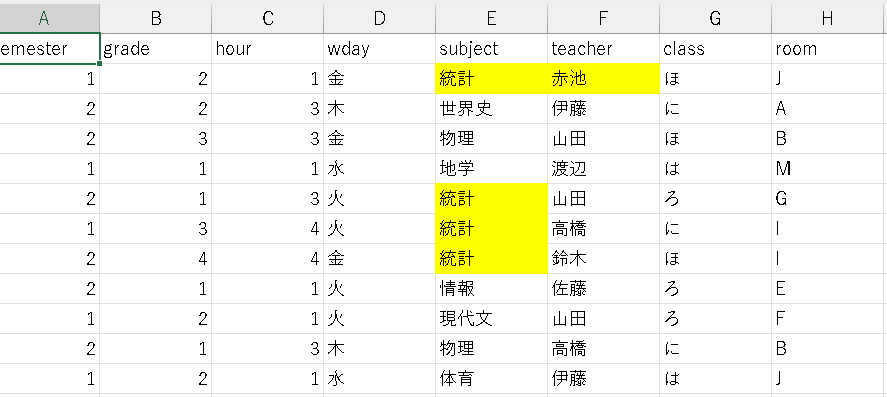 A B C D E F G H
emester grade hour wday subject teacher class room
1 2 1 金 統計 赤池 ほ J
2 2 3 木 世界史 伊藤 に A
2 3 3 金 物理 山田 ほ B
1 1 1 水 地学 渡辺 は M
2 1 3 火 統計 山田 ろ G
1 3 4 火 統計 高橋 に I
2 4 4 金 統計 鈴木 ほ I
2 1 1 火 情報 佐藤 ろ E
1 2 1 火 現代文 山田 ろ F
2 1 3 木 物理 高橋 に B
1 2 1 水 体育 伊藤 は J